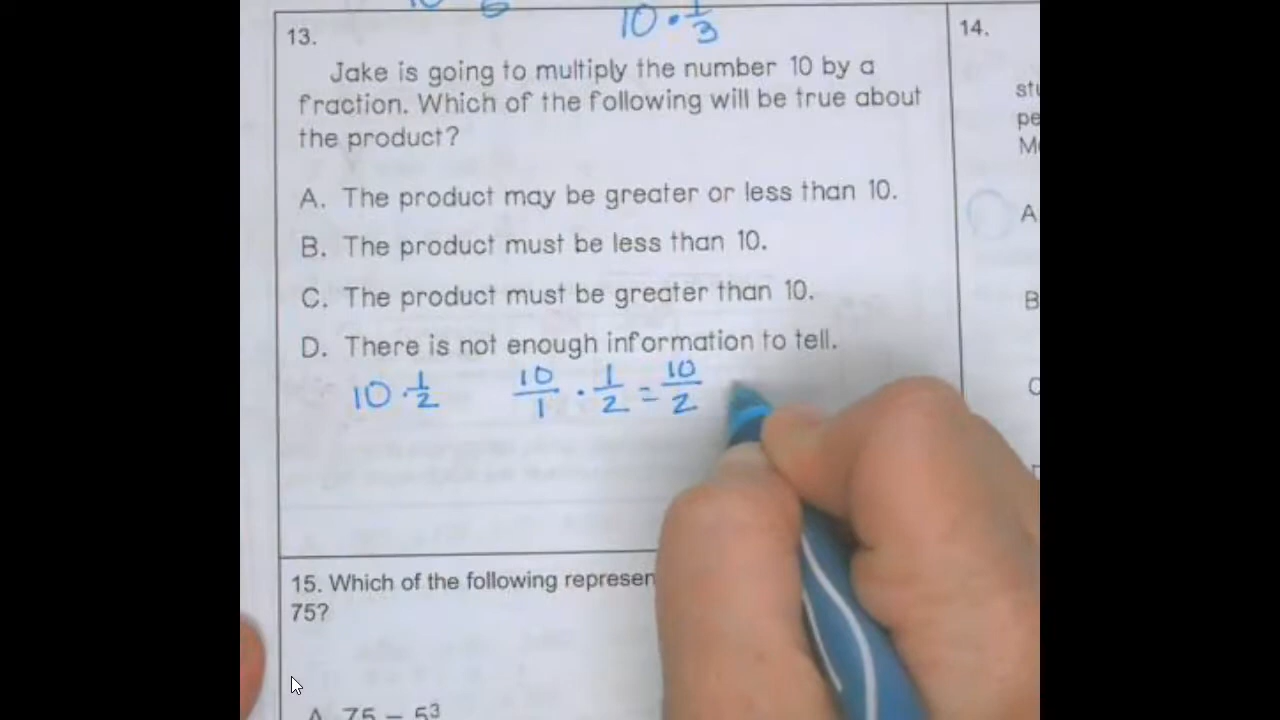 10 · 1/3
13.
Jake is going to multiply the number 10 by a
fraction. Which of the following will be true about
the product?
A. The product may be greater or less than 10.
B. The product must be less than 10.
C. The product must be greater than 10.
D. There is not enough information to tell.
10 · 1/2 10/1 · 1/2 = 10/2
15. Which of the following represen
75?
A. 75 – 5³
14.
A
B
C